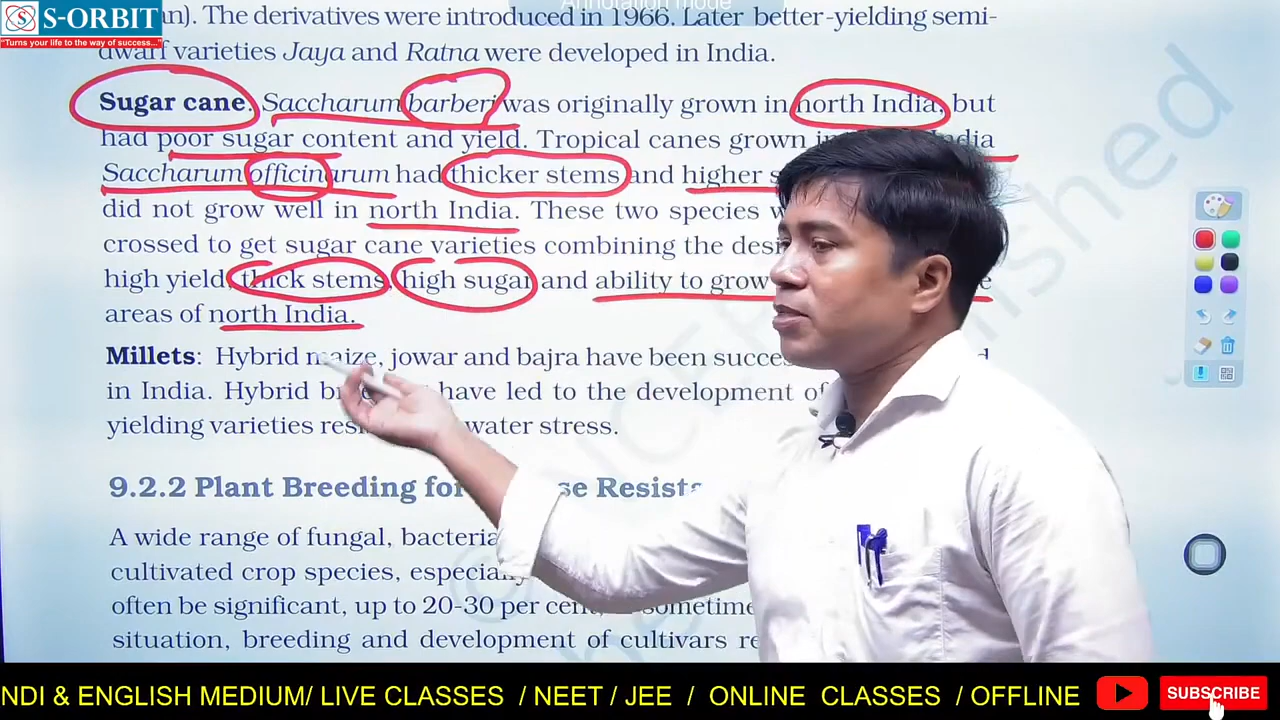 S-ORBIT
"Turns your life to the way of success..."
an). The derivatives were introduced in 1966. Later better-yielding semi-
dwarf varieties Jaya and Ratna were developed in India.
Sugar cane: Saccharum barberi was originally grown in north India, but
had poor sugar content and yield. Tropical canes grown in India
Saccharum officinarum had thicker stems and higher
did not grow well in north India. These two species
crossed to get sugar cane varieties combining the
high yield, thick stems, high sugar and ability to grow
areas of north India.
Millets: Hybrid maize, jowar and bajra have been
in India. Hybrid have led to the development of
yielding varieties water stress.
9.2.2 Plant Breeding for
A wide range of fungal,
cultivated crop species,
often be significant, up to 20-30 per
situation, breeding and development of cultivars
NDI & ENGLISH MEDIUM/ LIVE CLASSES / NEET / JEE / ONLINE CLASSES / OFFLINE
SUBSCRIBE